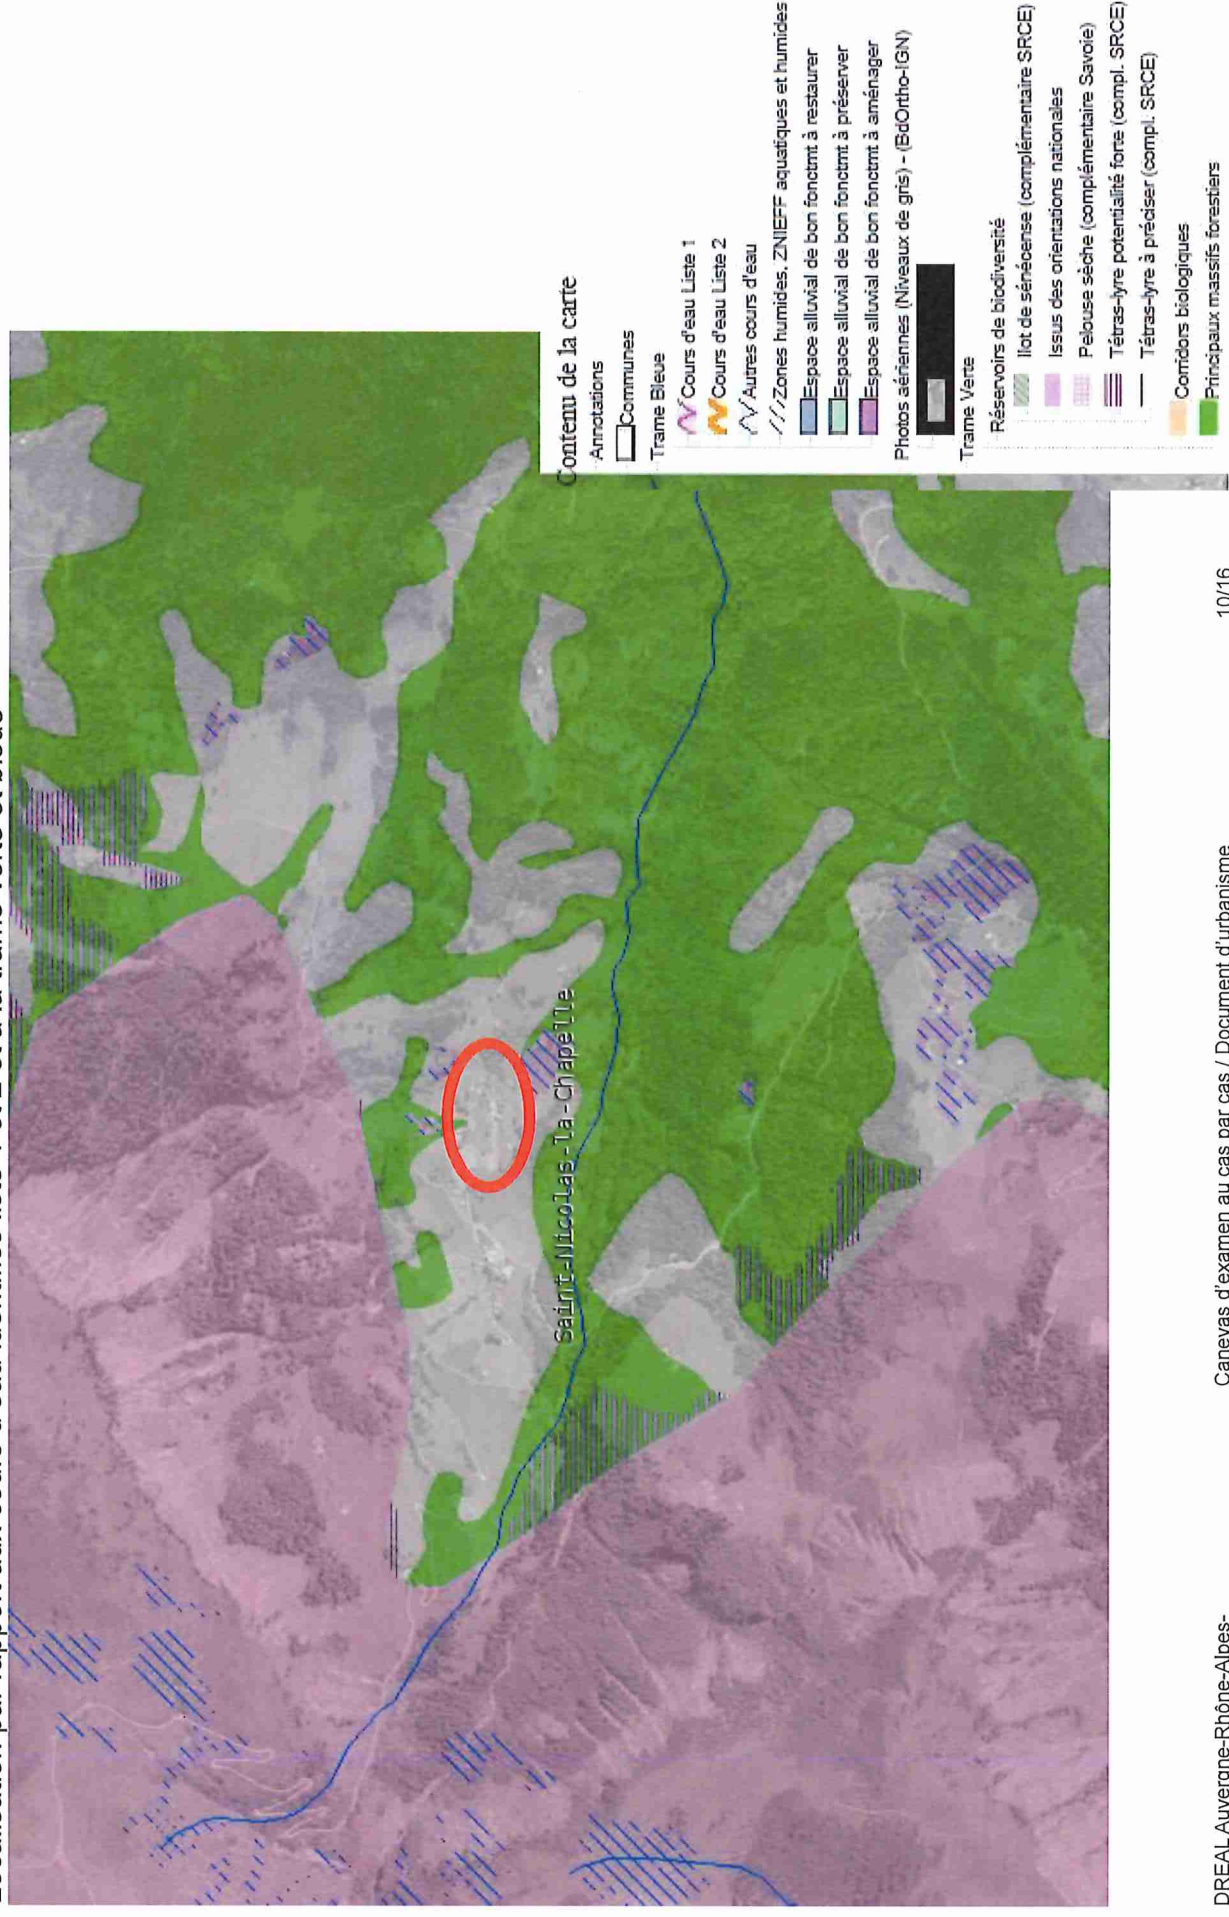 Saint-Nicolas-la-Chapelle
Contenu de la carte
Annotations
Communes
Trame Bleue
Cours d'eau Liste 1
Cours d'eau Liste 2
Autres cours d'eau
Zones humides, ZNIEFF aquatiques et humides
Espace alluvial de bon fonctmt à restaurer
Espace alluvial de bon fonctmt à préserver
Espace alluvial de bon fonctmt à aménager
Photos aériennes (Niveaux de gris) - (BdOrtho-IGN)
Trame Verte
Réservoirs de biodiversité
Ilot de sénécense (complémentaire SRCE)
Issus des orientations nationales
Pelouse sèche (complémentaire Savoie)
Tétras-lyre potentialité forte (compl. SRCE)
Tétras-lyre à préciser (compl. SRCE)
Corridors biologiques
Principaux massifs forestiers
DREAL Auvergne-Rhône-Alpes- Canevas d'examen au cas par cas / Document d'urbanisme 10/16